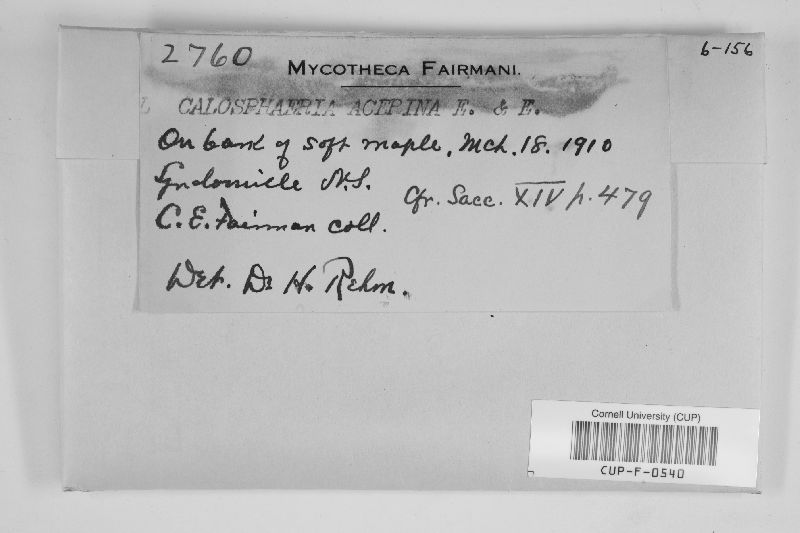 2760
6-156
MYCOTHECA FAIRMANI.
CALOSPHAERIA ACERINA E. & E.
On bark of soft maple, Mch. 18. 1910
Lyndonville N.Y.
Cfr. Sacc. XIV p. 479
C. E. Fairman coll.
Det. Dr H. Rehm.
Cornell University (CUP)
CUP-F-0540